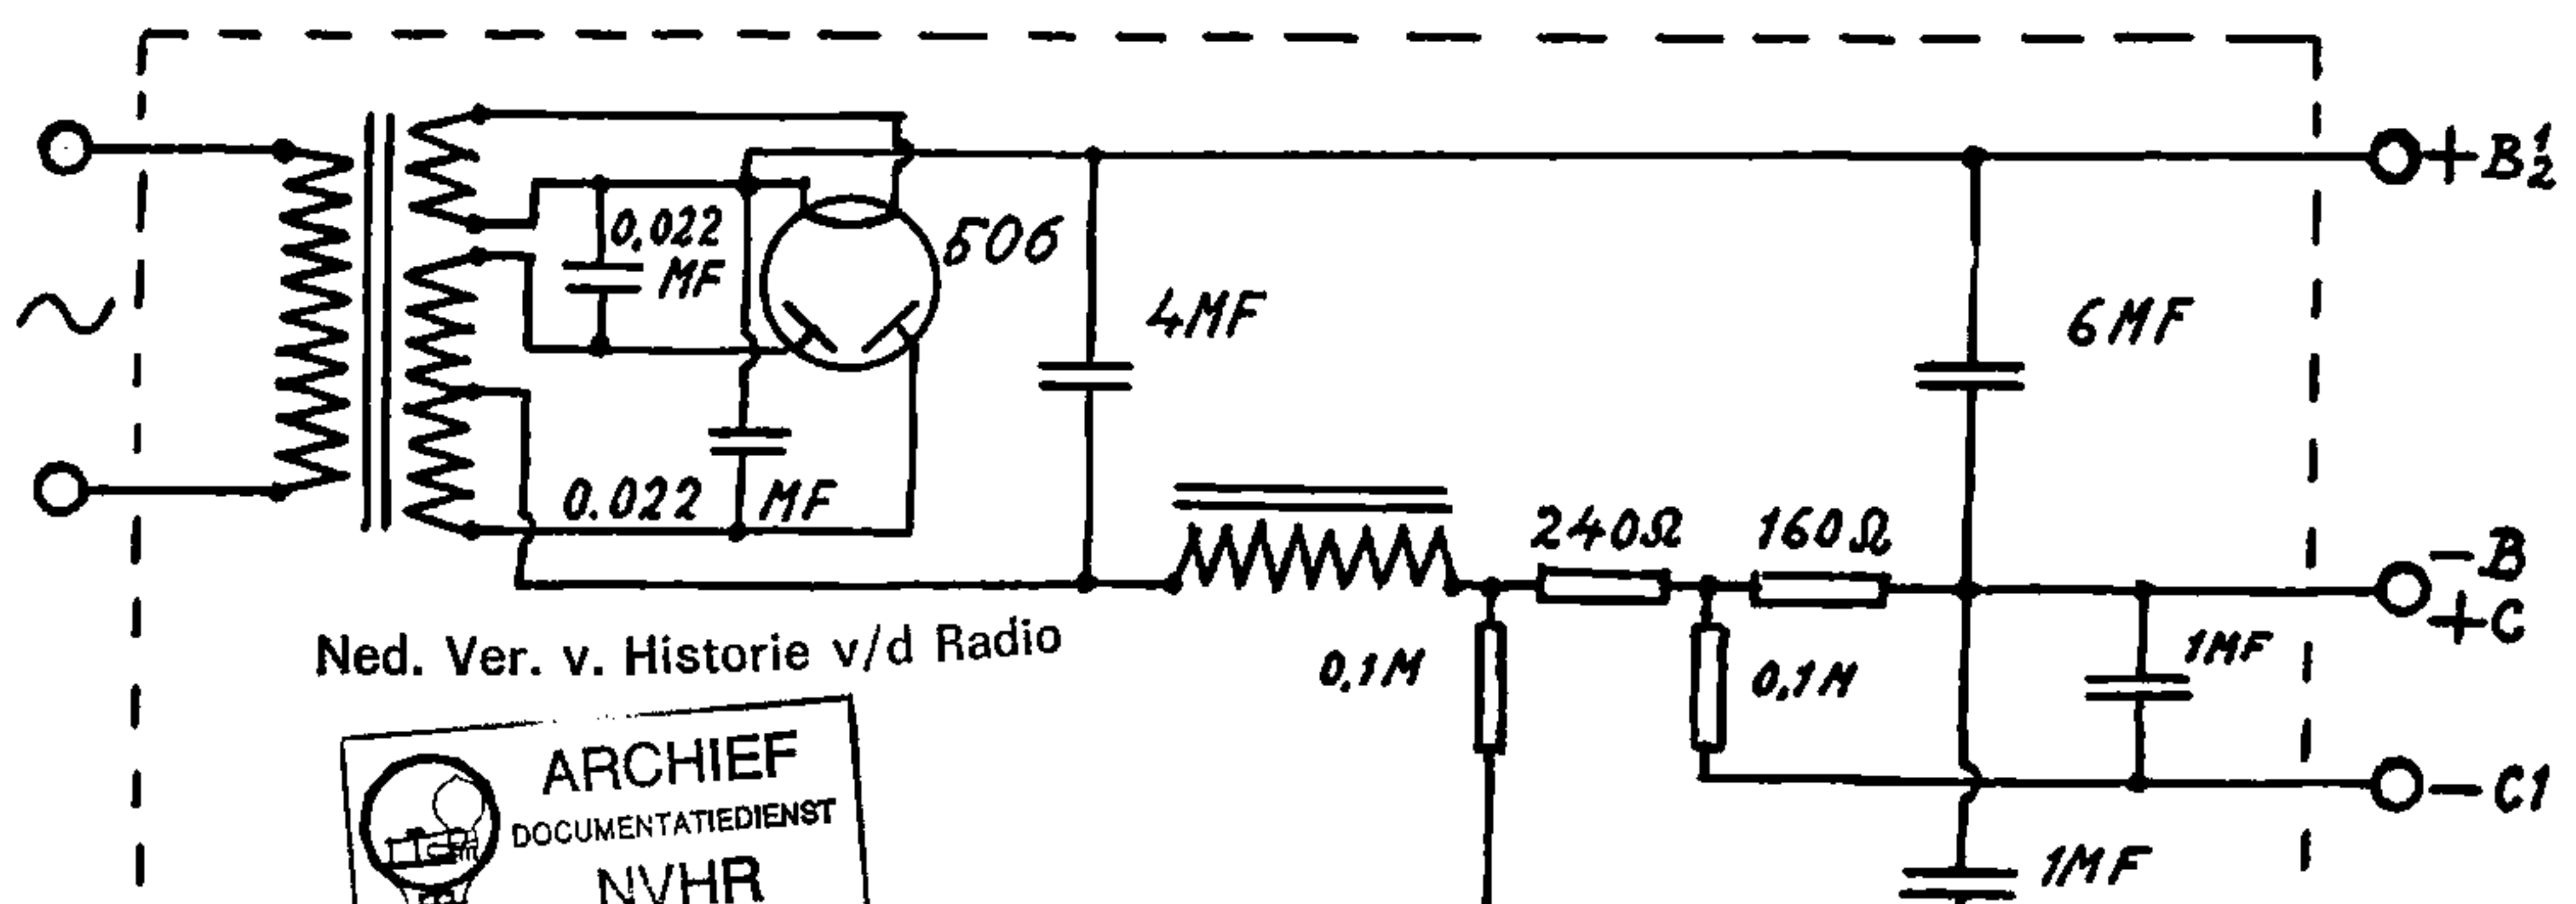 +B½
0.022
MF
506
4MF
6MF
0.022 MF
240Ω
160Ω
-B
+C
Ned. Ver. v. Historie v/d Radio
0,1M
0,1M
1MF
ARCHIEF
DOCUMENTATIEDIENST
NVHR
-C1
1MF